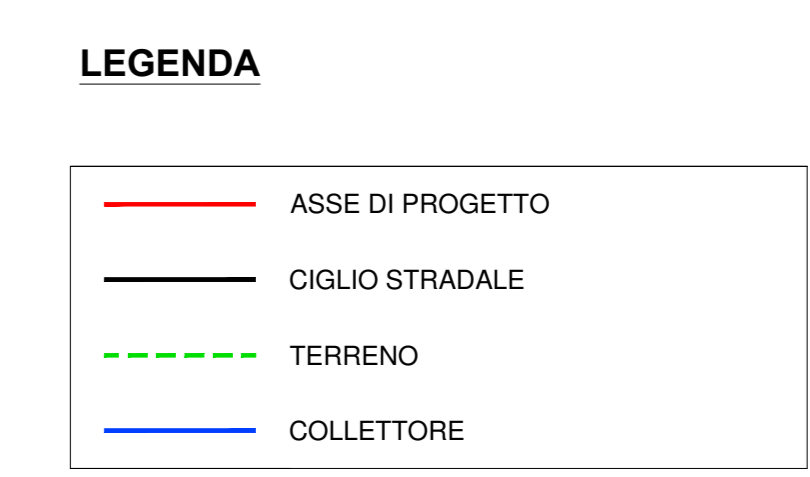 LEGENDA
ASSE DI PROGETTO
CIGLIO STRADALE
TERRENO
COLLETTORE